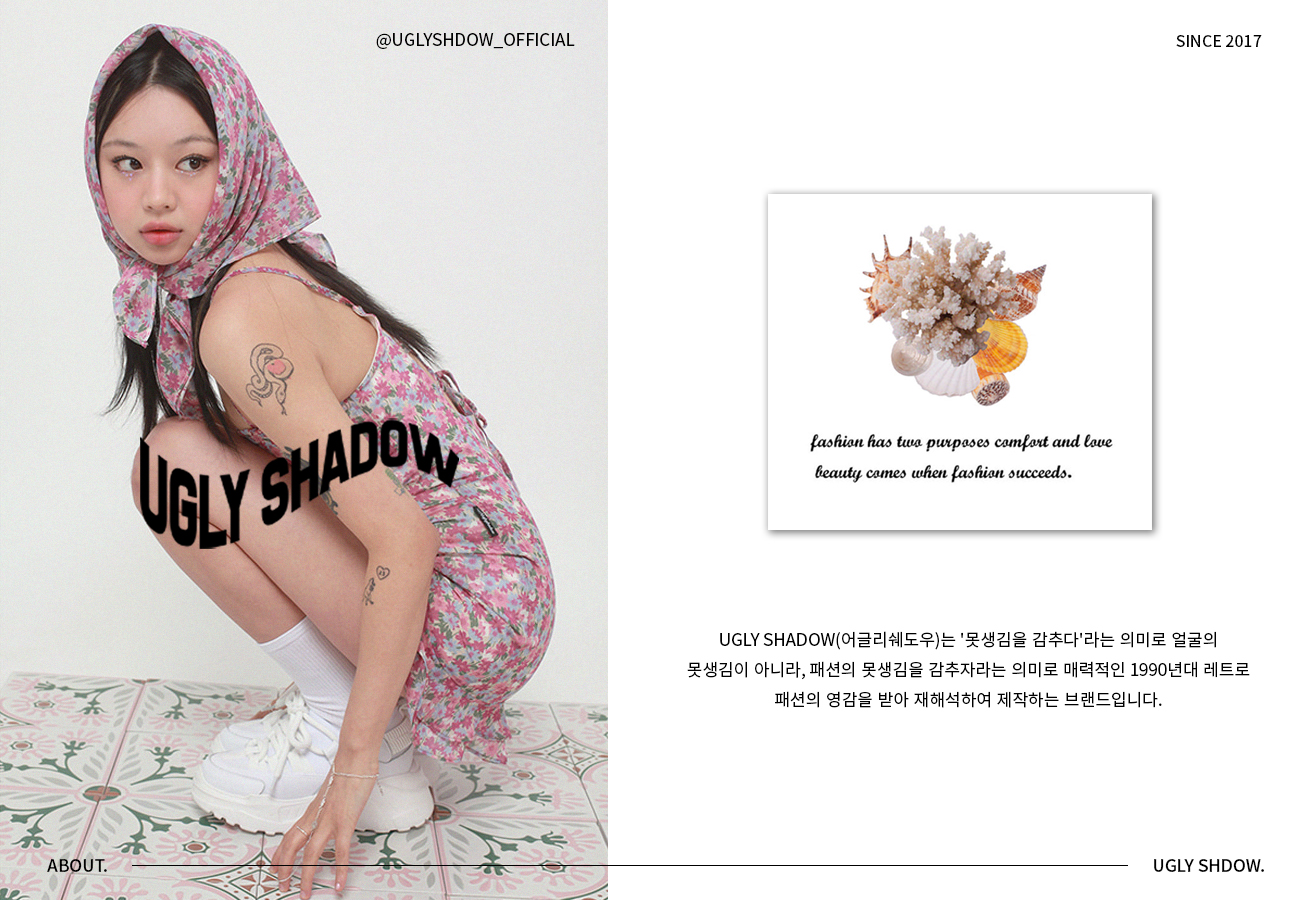 @UGLYSHDOW_OFFICIAL
SINCE 2017
UGLY SHADOW
fashion has two purposes comfort and love
beauty comes when fashion succeeds.
UGLY SHADOW(어글리쉐도우)는 '못생김을 감추다'라는 의미로 얼굴의
못생김이 아니라, 패션의 못생김을 감추자라는 의미로 매력적인 1990년대 레트로
패션의 영감을 받아 재해석하여 제작하는 브랜드입니다.
ABOUT.
UGLY SHDOW.